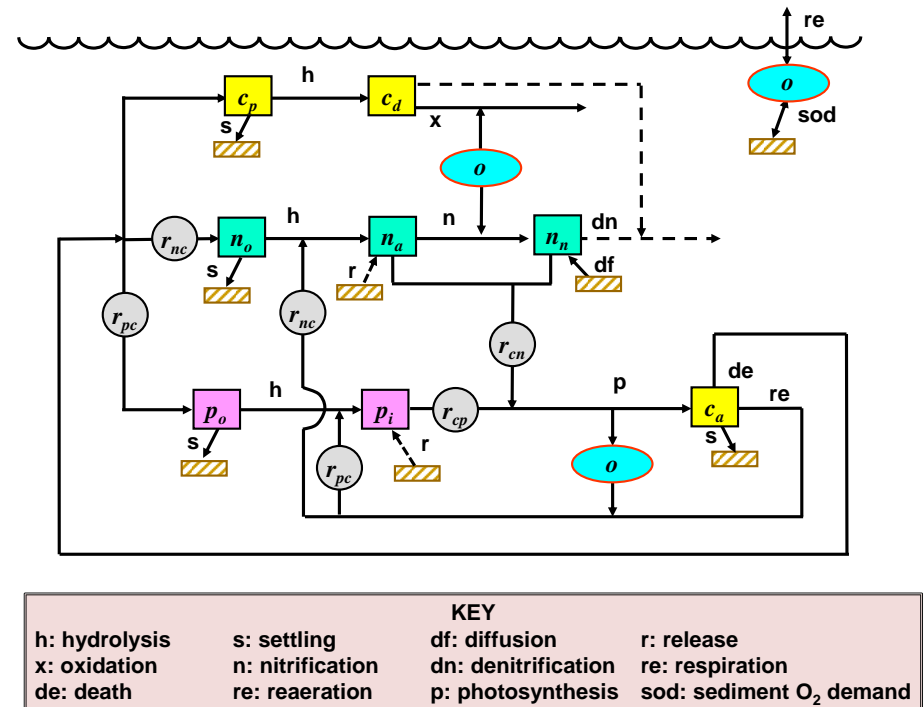 re
o
sod
h
c_p
c_d
s
x
o
h
n
dn
r_nc
n_o
n_a
n_n
s
r
df
r_pc
r_nc
r_cn
h
p
de
p_o
p_i
r_cp
c_a
re
s
r
s
r_pc
o
KEY
h: hydrolysis s: settling df: diffusion r: release
x: oxidation n: nitrification dn: denitrification re: respiration
de: death re: reaeration p: photosynthesis sod: sediment O₂ demand